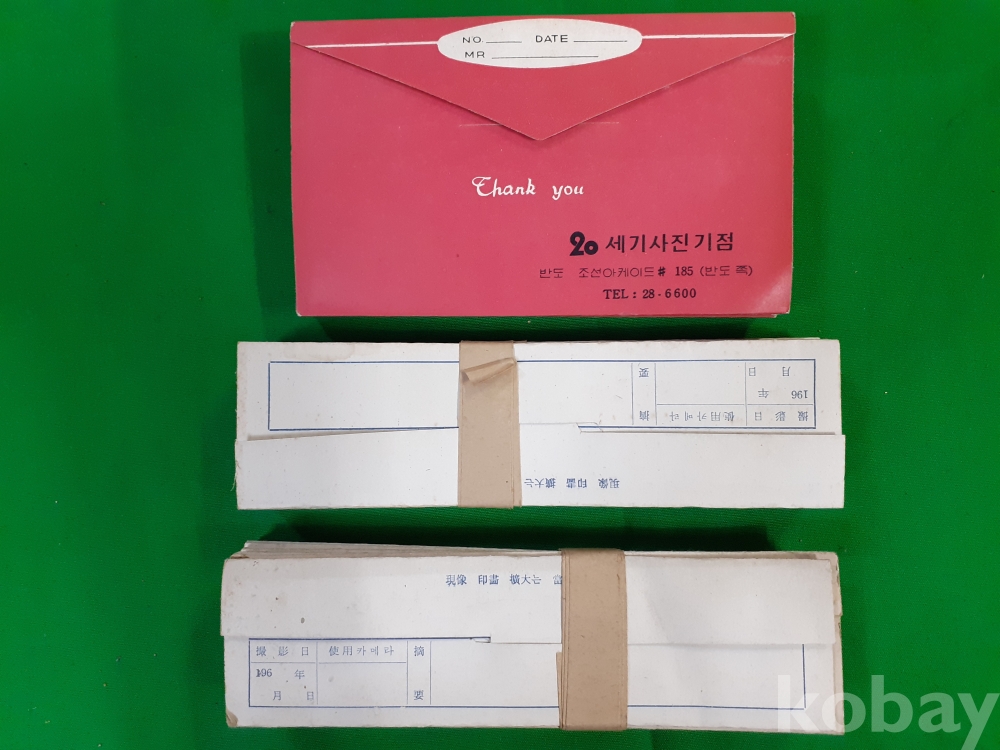 NO. DATE
MR
Thank you
20 세기사진기점
반도 조선아케이드 # 185 (반도 쪽)
TEL : 28-6600
撮影日 使用카메라 摘要
196 年
月 日
現像 印畵 擴大는
現像 印畵 擴大는 當
撮影日 使用카메라 摘要
196 年
月 日
kobay